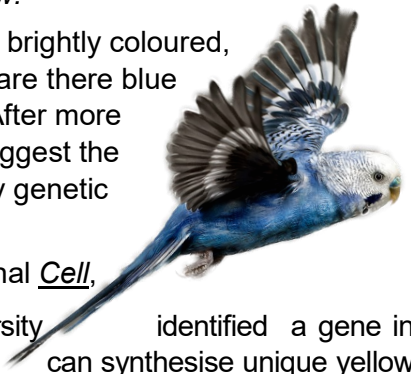 brightly coloured,
are there blue
After more
ggest the
y genetic
nal Cell,
rsity identified a gene in
can synthesise unique yellow